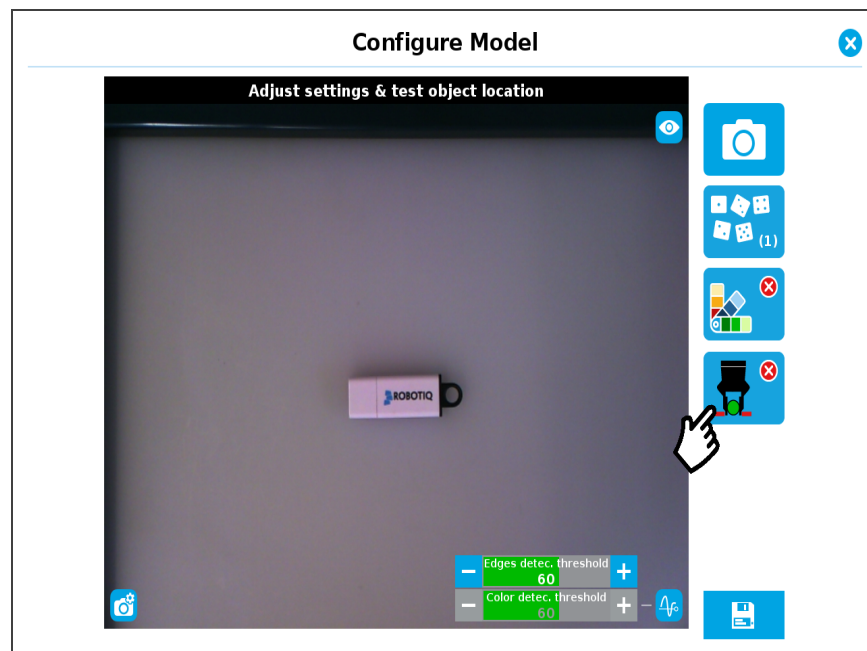 Configure Model
Adjust settings & test object location
(1)
ROBOTIQ
Edges detec. threshold
60
Color detec. threshold
60